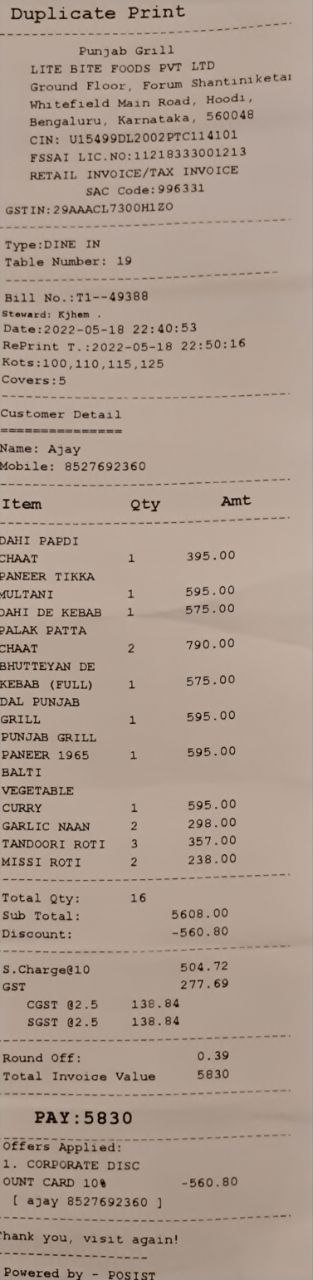 Duplicate Print
Punjab Grill
LITE BITE FOODS PVT LTD
Ground Floor, Forum Shantiniketan
Whitefield Main Road, Hoodi,
Bengaluru, Karnataka, 560048
CIN: U15499DL2002PTC114101
FSSAI LIC.NO:11218333001213
RETAIL INVOICE/TAX INVOICE
SAC Code:996331
GSTIN:29AAACL7300H1ZO
Type:DINE IN
Table Number: 19
Bill No.:T1--49388
Steward: Kjhem .
Date:2022-05-18 22:40:53
RePrint T.:2022-05-18 22:50:16
Kots:100,110,115,125
Covers:5
Customer Detail
===============
Name: Ajay
Mobile: 8527692360
Item Qty Amt
DAHI PAPDI
CHAAT 1 395.00
PANEER TIKKA
MULTANI 1 595.00
DAHI DE KEBAB 1 575.00
PALAK PATTA
CHAAT 2 790.00
BHUTTEYAN DE
KEBAB (FULL) 1 575.00
DAL PUNJAB
GRILL 1 595.00
PUNJAB GRILL
PANEER 1965 1 595.00
BALTI
VEGETABLE
CURRY 1 595.00
GARLIC NAAN 2 298.00
TANDOORI ROTI 3 357.00
MISSI ROTI 2 238.00
Total Qty: 16
Sub Total: 5608.00
Discount: -560.80
S.Charge@10 504.72
GST 277.69
CGST @2.5 138.84
SGST @2.5 138.84
Round Off: 0.39
Total Invoice Value 5830
PAY:5830
Offers Applied:
1. CORPORATE DISC
OUNT CARD 10% -560.80
[ ajay 8527692360 ]
Thank you, visit again!
Powered by - POSIST